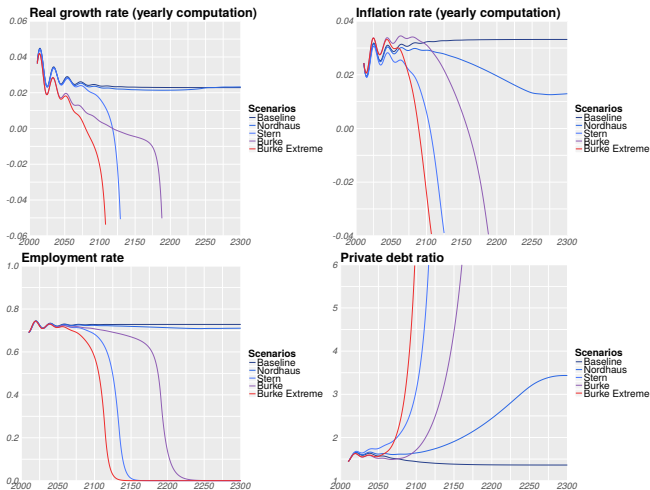 Real growth rate (yearly computation)
0.06
0.04
0.02
0.00
-0.02
-0.04
-0.06
2000 2050 2100 2150 2200 2250 2300
Scenarios
Baseline
Nordhaus
Stern
Burke
Burke Extreme
Inflation rate (yearly computation)
0.04
0.02
0.00
-0.02
-0.04
2000 2050 2100 2150 2200 2250 2300
Scenarios
Baseline
Nordhaus
Stern
Burke
Burke Extreme
Employment rate
1.0
0.8
0.6
0.4
0.2
0.0
2000 2050 2100 2150 2200 2250 2300
Scenarios
Baseline
Nordhaus
Stern
Burke
Burke Extreme
Private debt ratio
6
5
4
3
2
1
2000 2050 2100 2150 2200 2250 2300
Scenarios
Baseline
Nordhaus
Stern
Burke
Burke Extreme